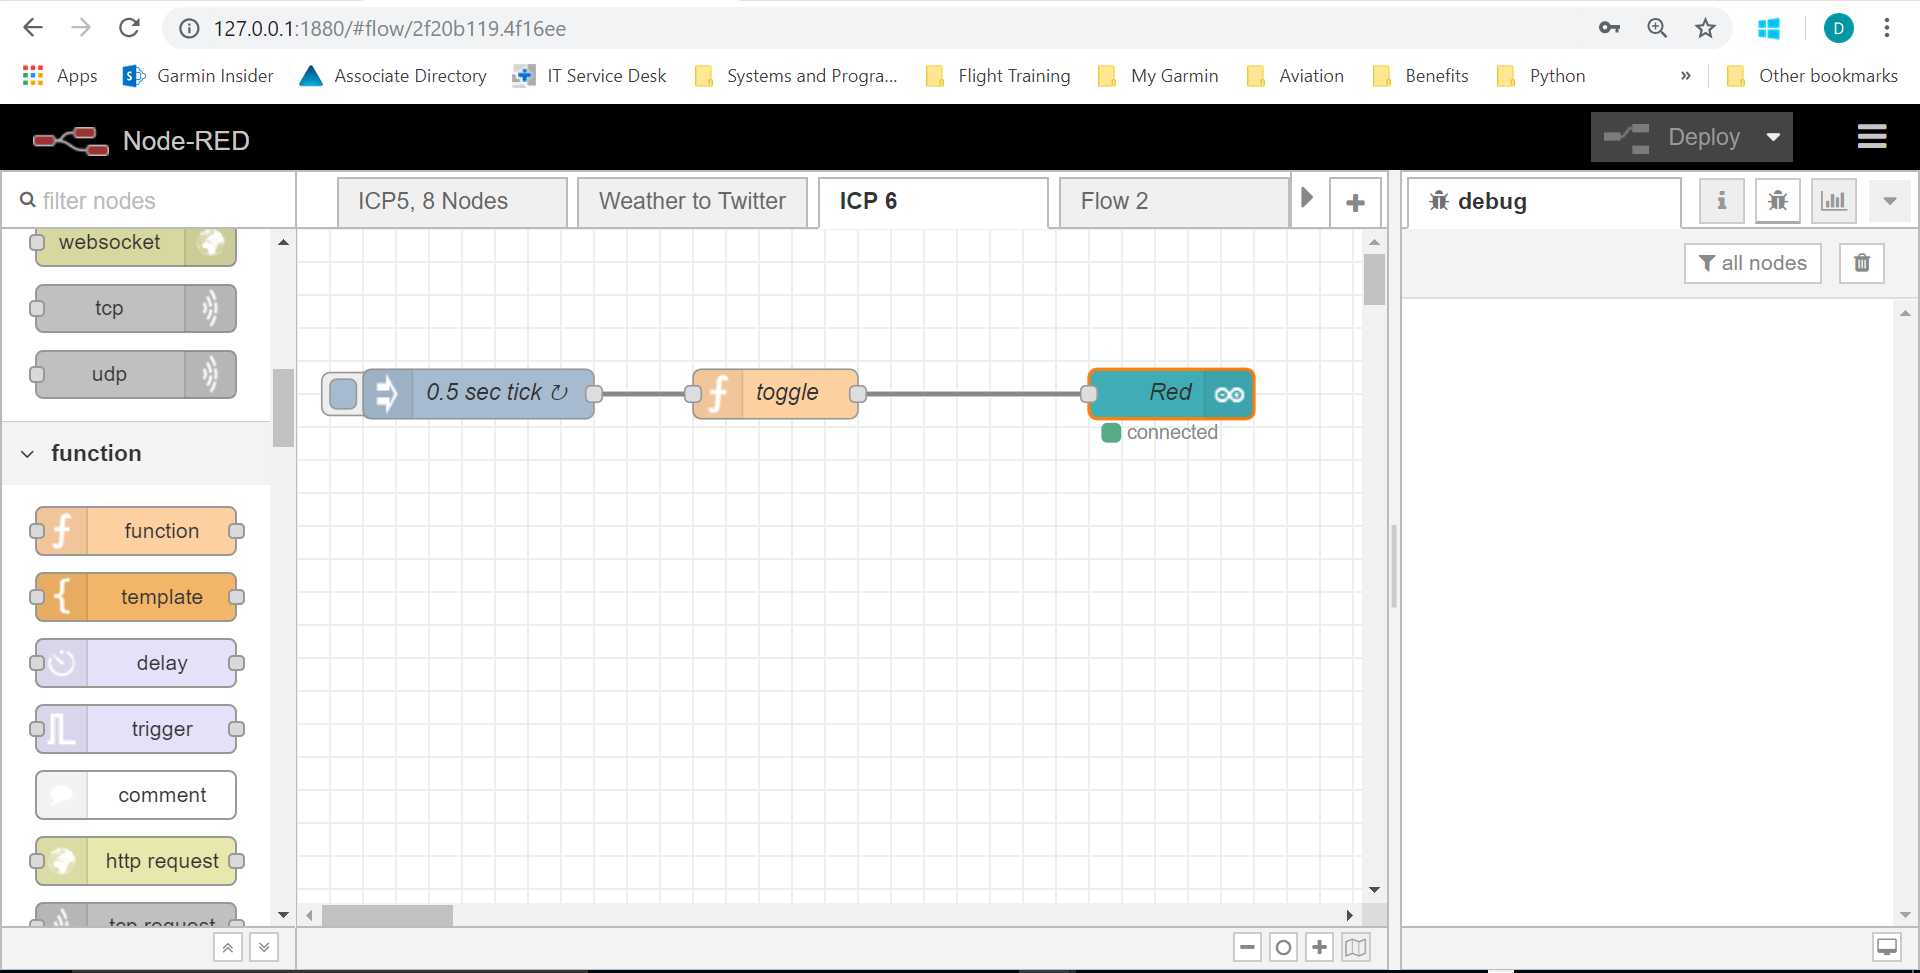 127.0.0.1:1880/#flow/2f20b119.4f16ee
D
Apps
Garmin Insider
Associate Directory
IT Service Desk
Systems and Progra...
Flight Training
My Garmin
Aviation
Benefits
Python
»
Other bookmarks
Node-RED
Deploy
filter nodes
ICP5, 8 Nodes
Weather to Twitter
ICP 6
Flow 2
debug
all nodes
websocket
tcp
udp
function
function
template
delay
trigger
comment
http request
tcp request
0.5 sec tick ↻
toggle
Red
connected